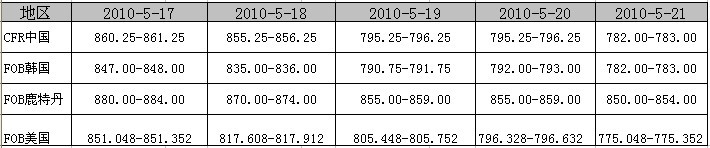 地区 2010-5-17 2010-5-18 2010-5-19 2010-5-20 2010-5-21
CFR中国 860.25-861.25 855.25-856.25 795.25-796.25 795.25-796.25 782.00-783.00
FOB韩国 847.00-848.00 835.00-836.00 790.75-791.75 792.00-793.00 782.00-783.00
FOB鹿特丹 880.00-884.00 870.00-874.00 855.00-859.00 855.00-859.00 850.00-854.00
FOB美国 851.048-851.352 817.608-817.912 805.448-805.752 796.328-796.632 775.048-775.352